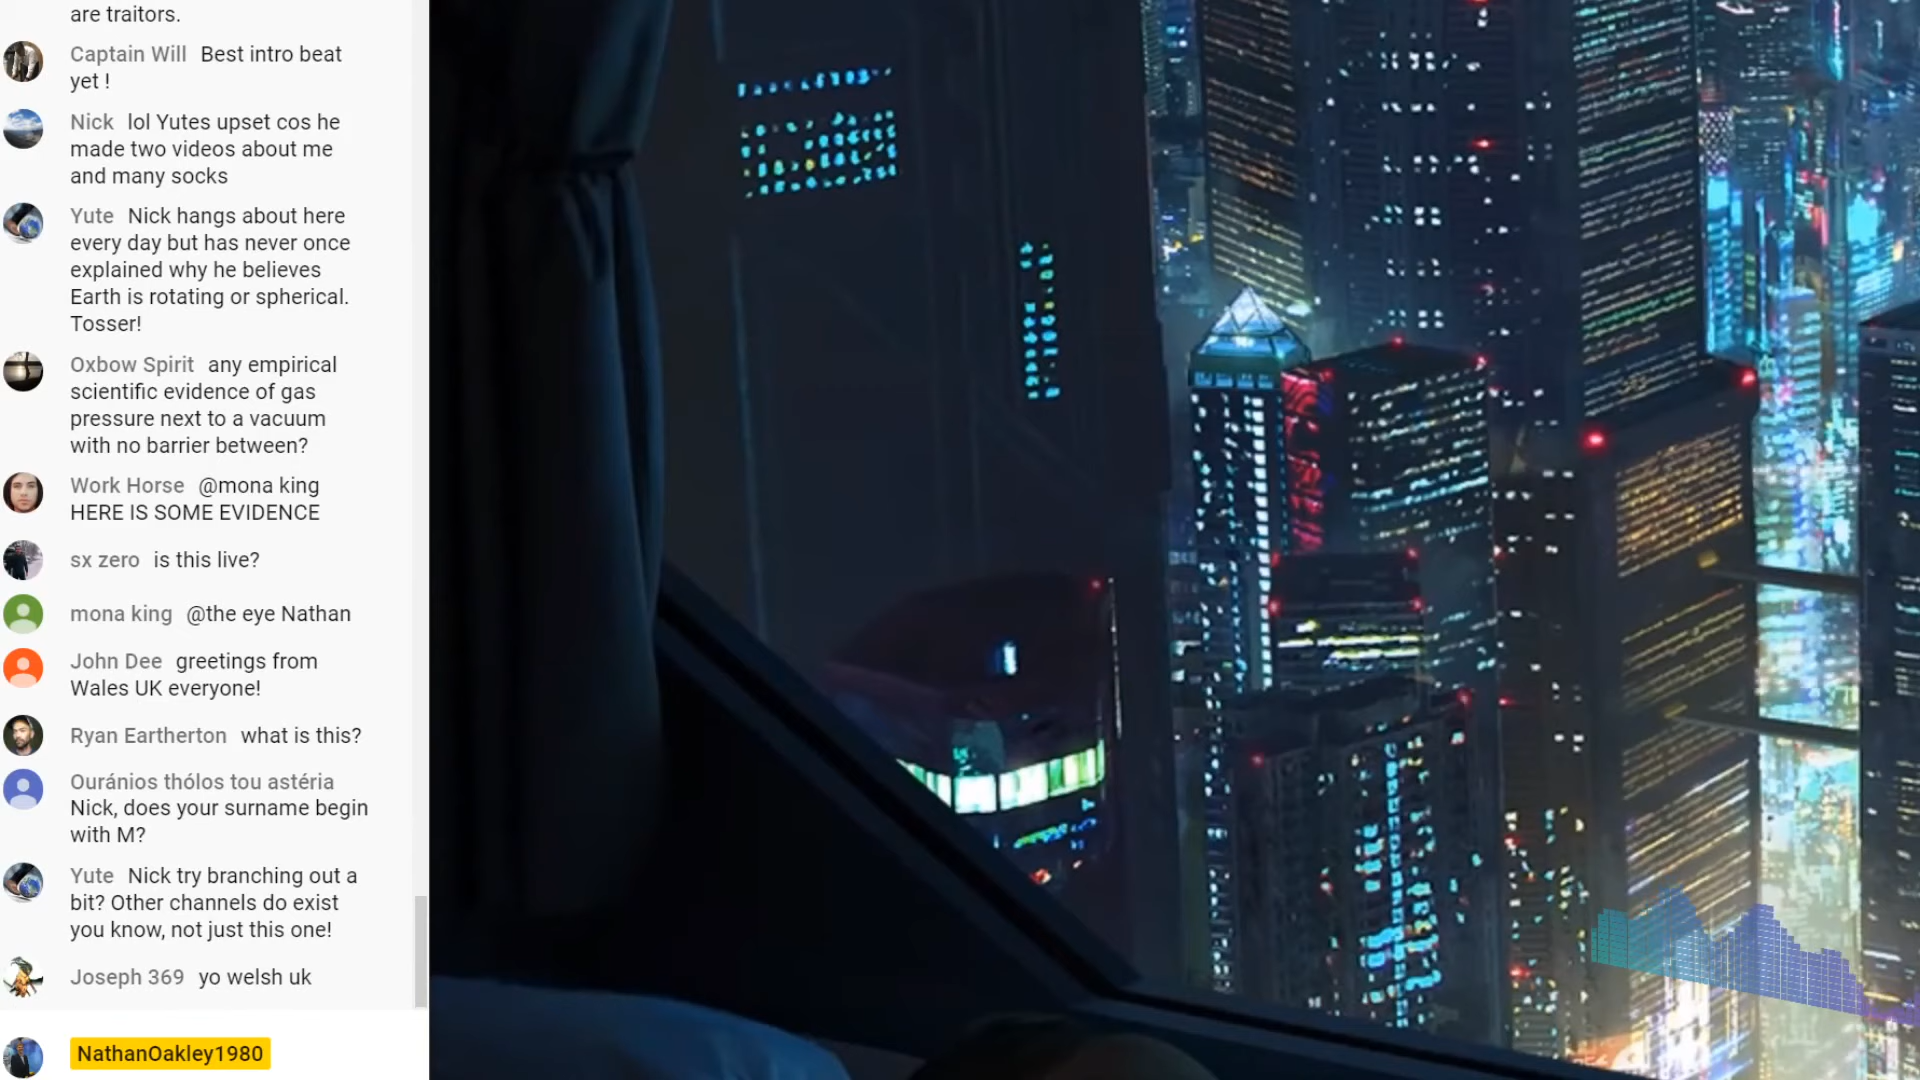 are traitors.
Captain Will Best intro beat
yet !
Nick lol Yutes upset cos he
made two videos about me
and many socks
Yute Nick hangs about here
every day but has never once
explained why he believes
Earth is rotating or spherical.
Tosser!
Oxbow Spirit any empirical
scientific evidence of gas
pressure next to a vacuum
with no barrier between?
Work Horse @mona king
HERE IS SOME EVIDENCE
sx zero is this live?
mona king @the eye Nathan
John Dee greetings from
Wales UK everyone!
Ryan Eartherton what is this?
Ouránios thólos tou astéria
Nick, does your surname begin
with M?
Yute Nick try branching out a
bit? Other channels do exist
you know, not just this one!
Joseph 369 yo welsh uk
NathanOakley1980